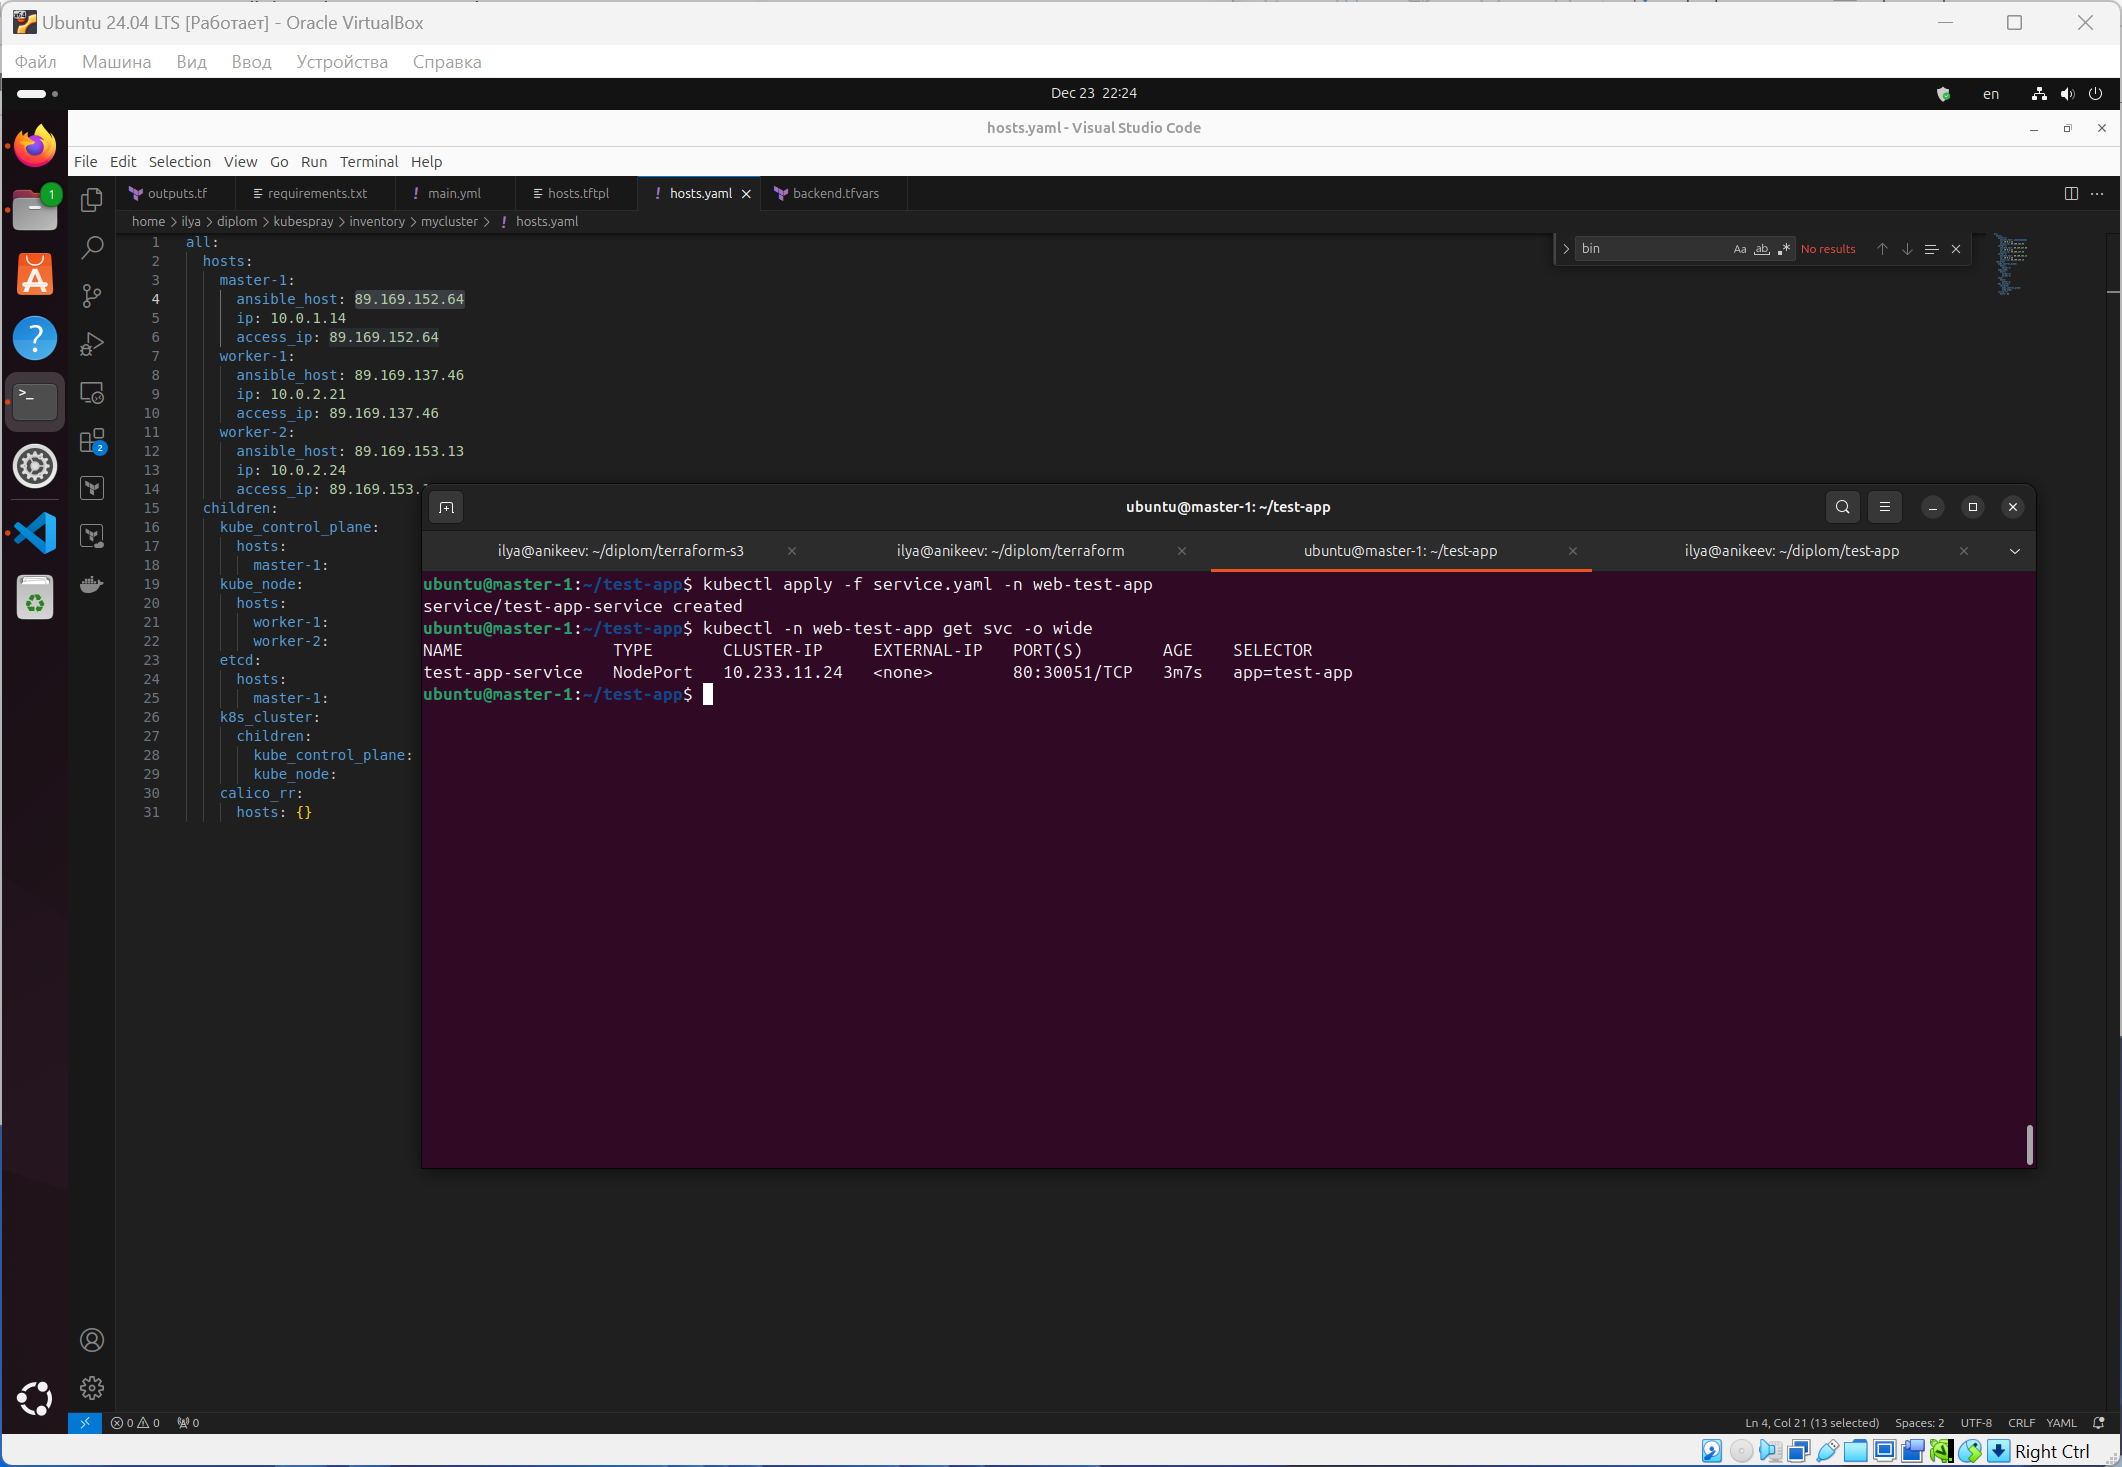 Ubuntu 24.04 LTS [Работает] - Oracle VirtualBox
Файл Машина Вид Ввод Устройства Справка
Dec 23 22:24
en
hosts.yaml - Visual Studio Code
File Edit Selection View Go Run Terminal Help
outputs.tf requirements.txt ! main.yml hosts.tftpl ! hosts.yaml backend.tfvars
home > ilya > diplom > kubespray > inventory > mycluster > ! hosts.yaml
bin Aa ab .* No results
1 all:
2 hosts:
3 master-1:
4 ansible_host: 89.169.152.64
5 ip: 10.0.1.14
6 access_ip: 89.169.152.64
7 worker-1:
8 ansible_host: 89.169.137.46
9 ip: 10.0.2.21
10 access_ip: 89.169.137.46
11 worker-2:
12 ansible_host: 89.169.153.13
13 ip: 10.0.2.24
14 access_ip: 89.169.153.
15 children:
16 kube_control_plane:
17 hosts:
18 master-1:
19 kube_node:
20 hosts:
21 worker-1:
22 worker-2:
23 etcd:
24 hosts:
25 master-1:
26 k8s_cluster:
27 children:
28 kube_control_plane:
29 kube_node:
30 calico_rr:
31 hosts: {}
1
2
ubuntu@master-1: ~/test-app
ilya@anikeev: ~/diplom/terraform-s3 ilya@anikeev: ~/diplom/terraform ubuntu@master-1: ~/test-app ilya@anikeev: ~/diplom/test-app
ubuntu@master-1:~/test-app$ kubectl apply -f service.yaml -n web-test-app
service/test-app-service created
ubuntu@master-1:~/test-app$ kubectl -n web-test-app get svc -o wide
NAME TYPE CLUSTER-IP EXTERNAL-IP PORT(S) AGE SELECTOR
test-app-service NodePort 10.233.11.24 <none> 80:30051/TCP 3m7s app=test-app
ubuntu@master-1:~/test-app$
0 0 0
Ln 4, Col 21 (13 selected) Spaces: 2 UTF-8 CRLF YAML
Right Ctrl